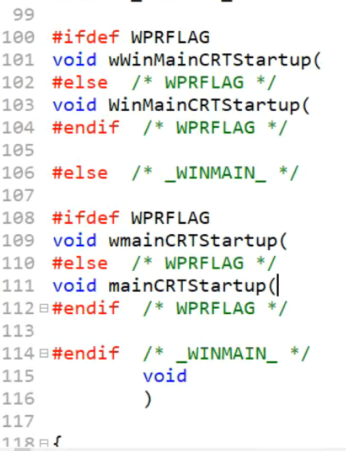 99
100 #ifdef WPRFLAG
101 void wWinMainCRTStartup(
102 #else  /* WPRFLAG */
103 void WinMainCRTStartup(
104 #endif  /* WPRFLAG */
105
106 #else  /* _WINMAIN_ */
107
108 #ifdef WPRFLAG
109 void wmainCRTStartup(
110 #else  /* WPRFLAG */
111 void mainCRTStartup(
112 #endif  /* WPRFLAG */
113
114 #endif  /* _WINMAIN_ */
115         void
116         )
117
118 {